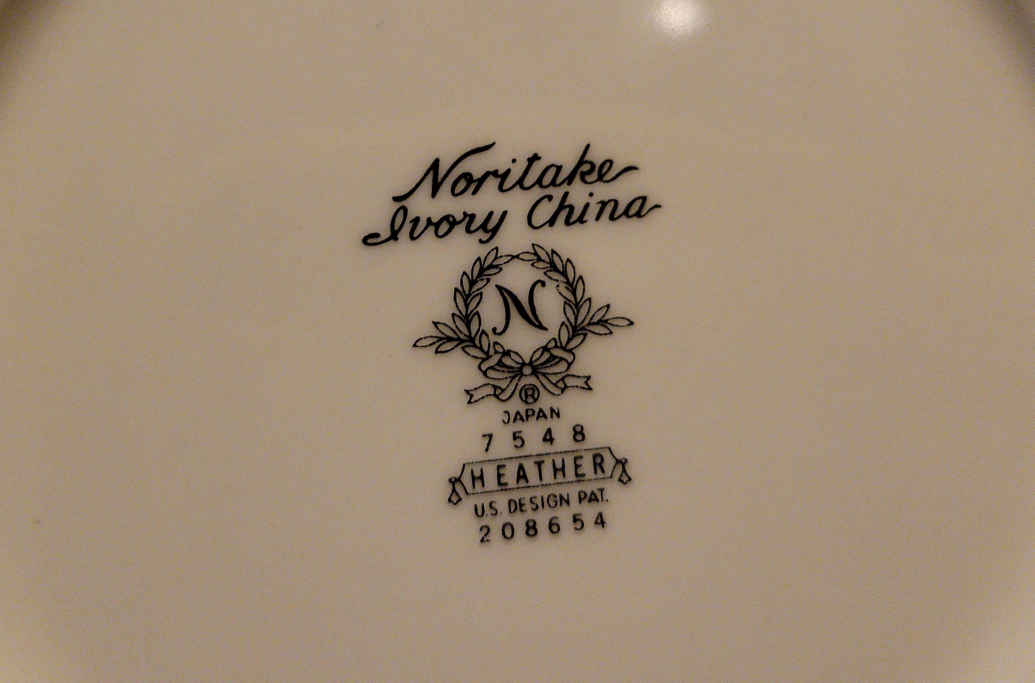 Noritake
Ivory China
N
®
JAPAN
7548
HEATHER
U.S. DESIGN PAT.
208654